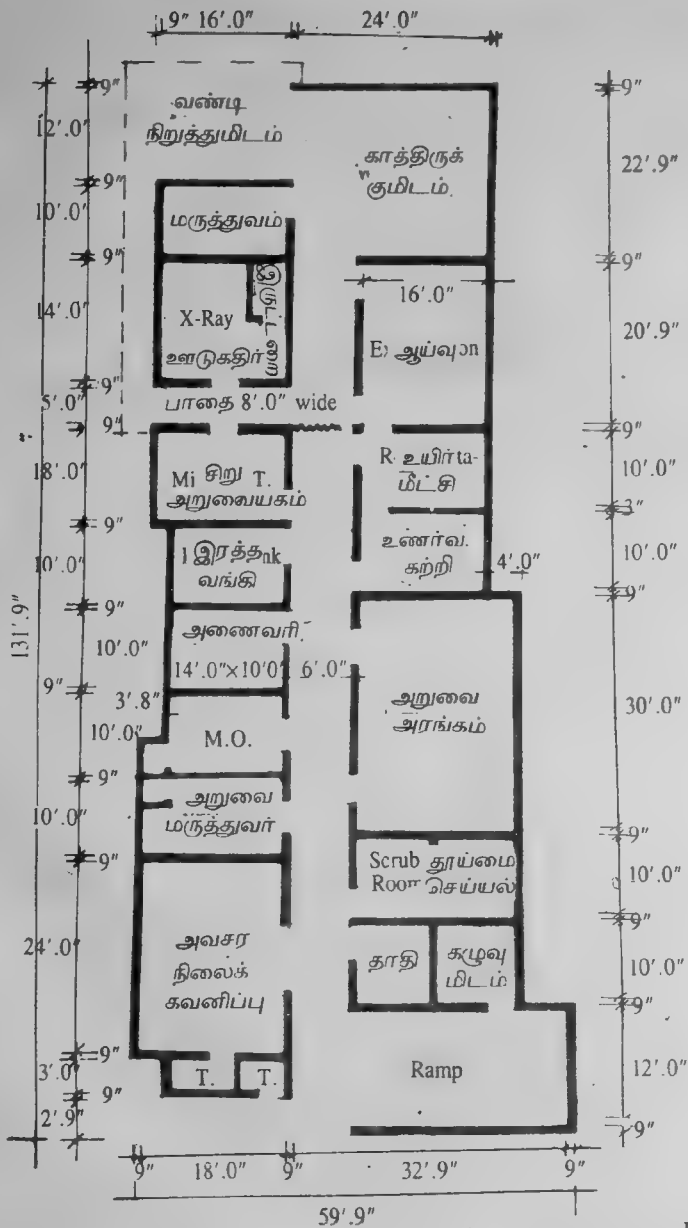 9" 16'.0" 24'.0"
9"
12'.0"
9"
10'.0"
9"
14'.0"
9"
5'.0"
9"
18'.0"
9"
10'.0"
9"
10'.0"
9"
3'.8"
10'.0"
9"
10'.0"
9"
24'.0"
9"
3'.0"
9"
2'.9"
131'.9"
வண்டி
நிறுத்துமிடம்
காத்திருக்
குமிடம்
மருத்துவம்
X-Ray
ஊடுகதிர்
இருட்டறை
16'.0"
ஆய்வு
பாதை 8'.0" wide
சிறு T.
அறுவையகம்
உயிர்
மீட்சி
இரத்த
வங்கி
உணர்வ
கற்றி
4'.0"
அணைவரி
14'.0"×10'0" 6'.0"
அறுவை
அரங்கம்
M.O.
அறுவை
மருத்துவர்
Scrub தூய்மை
செய்யல்
அவசர
நிலைக்
கவனிப்பு
தாதி
கழுவு
மிடம்
T. T.
Ramp
9"
22'.9"
9"
20'.9"
9"
10'.0"
3"
10'.0"
9"
30'.0"
9"
10'.0"
9"
10'.0"
9"
12'.0"
9"
9" 18'.0" 9" 32'.9" 9"
59'.9"